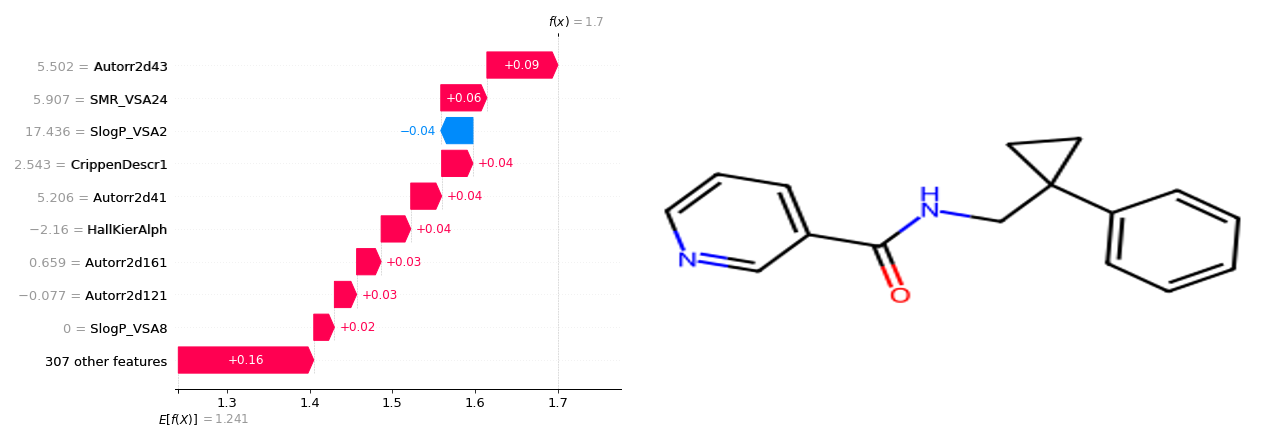 f(x) = 1.7
5.502 = Autorr2d43
+0.09
5.907 = SMR_VSA24
+0.06
17.436 = SlogP_VSA2
−0.04
2.543 = CrippenDescr1
+0.04
5.206 = Autorr2d41
+0.04
−2.16 = HallKierAlph
+0.04
0.659 = Autorr2d161
+0.03
−0.077 = Autorr2d121
+0.03
0 = SlogP_VSA8
+0.02
307 other features
+0.16
1.3 1.4 1.5 1.6 1.7
E[f(X)] = 1.241
H
N
N
O